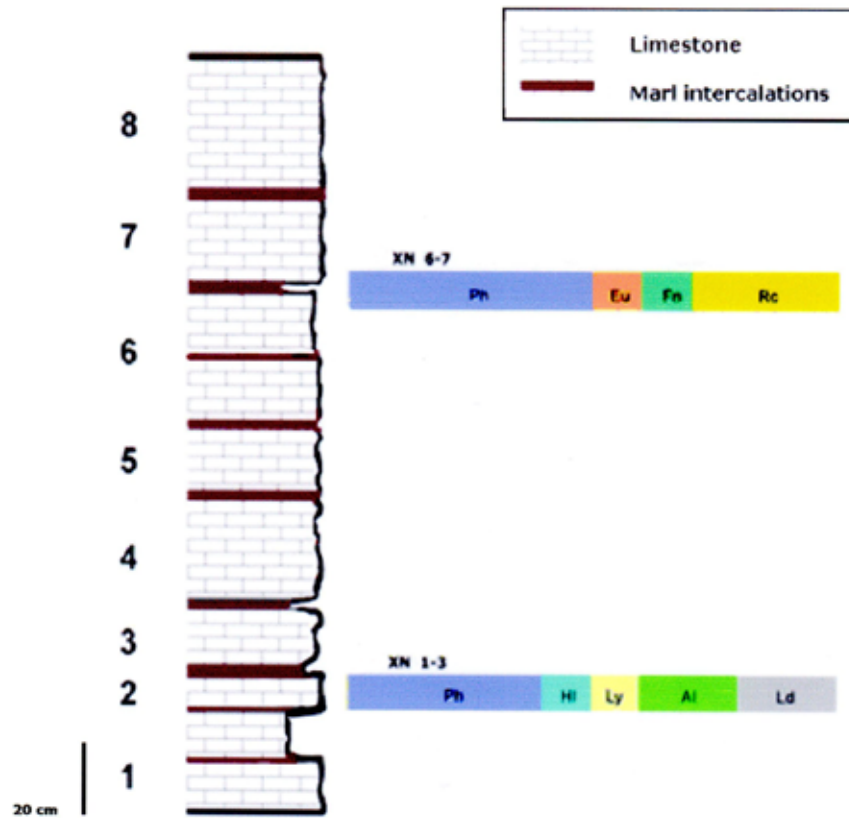 Limestone
Marl intercalations
8
7
XN 6-7
Ph Eu Fn Rc
6
5
4
3
XN 1-3
2
Ph Hl Ly Al Ld
1
20 cm